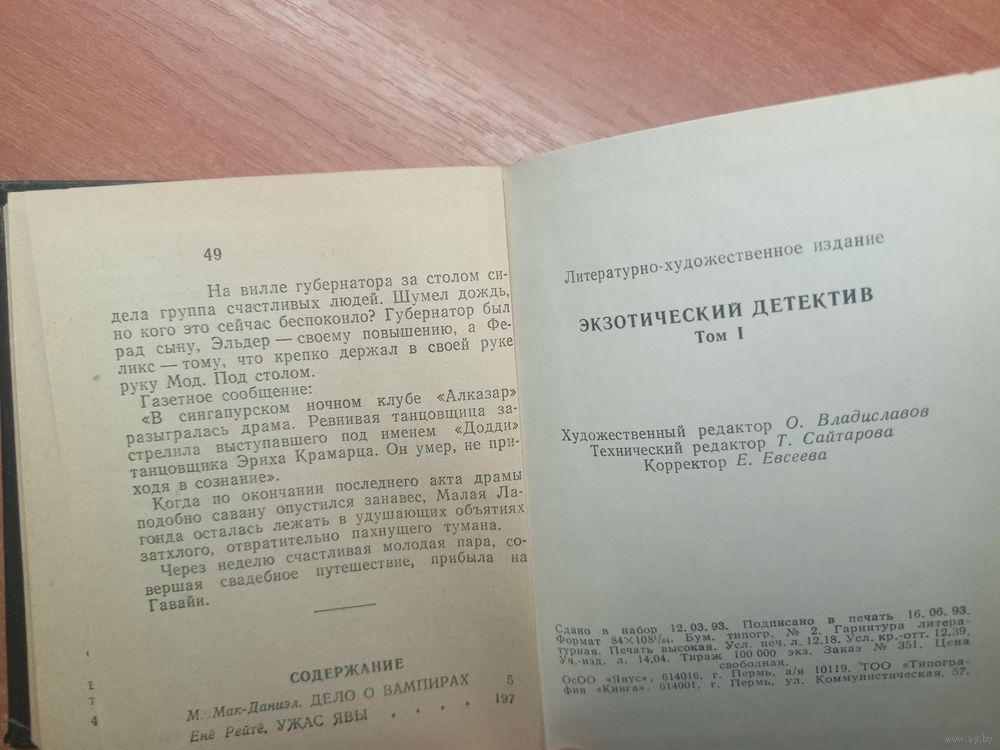 49
На вилле губернатора за столом си-
дела группа счастливых людей. Шумел дождь,
но кого это сейчас беспокоило? Губернатор был
рад сыну, Эльдер — своему повышению, а Фе-
ликс — тому, что крепко держал в своей руке
руку Мод. Под столом.
Газетное сообщение:
«В сингапурском ночном клубе «Алказар»
разыгралась драма. Ревнивая танцовщица за-
стрелила выступавшего под именем «Додди»
танцовщика Эриха Крамарца. Он умер, не при-
ходя в сознание».
Когда по окончании последнего акта драмы
подобно савану опустился занавес, Малая Ла-
гонда осталась лежать в удушающих объятиях
затхлого, отвратительно пахнущего тумана.
Через неделю счастливая молодая пара, со-
вершая свадебное путешествие, прибыла на
Гавайи.
СОДЕРЖАНИЕ
М. Мак-Даниэл. ДЕЛО О ВАМПИРАХ 5
Енё Рейтё, УЖАС ЯВЫ . . . . 197
Литературно-художественное издание
ЭКЗОТИЧЕСКИЙ ДЕТЕКТИВ
Том I
Художественный редактор О. Владиславов
Технический редактор Т. Сайтарова
Корректор Е. Евсеева
Сдано в набор 12.03.93. Подписано в печать 16.06.93.
Формат 84×108¹/₆₄. Бум. типогр. № 2. Гарнитура литера-
турная. Печать высокая. Усл. печ. л. 12.18. Усл. кр.-отт. 12,39.
Уч.-изд. л. 14,04. Тираж 100 000 экз. Заказ № 351. Цена
свободная.
ОсОО «Янус», 614016, г. Пермь, а/я 10119. ТОО «Типогра-
фия «Книга». 614001, г. Пермь, ул. Коммунистическая, 57.
www.ay.by